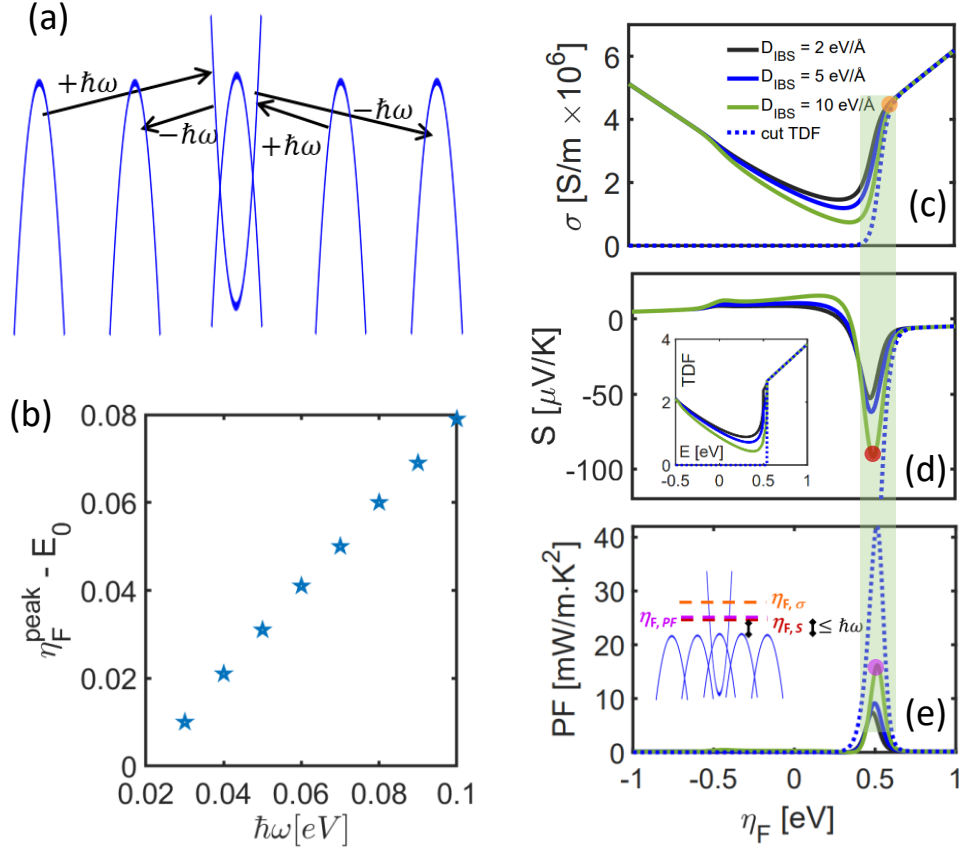 (a)
+ħω
−ħω
+ħω
−ħω
(b)
η_F^peak - E_0
0.08
0.06
0.04
0.02
0
0.02
0.04
0.06
0.08
0.1
ħω[eV]
(c)
σ [S/m × 10^6]
6
4
2
0
D_IBS = 2 eV/Å
D_IBS = 5 eV/Å
D_IBS = 10 eV/Å
cut TDF
(d)
S [μV/K]
0
-50
-100
TDF
4
2
0
E [eV]
-0.5
0
0.5
1
(e)
PF [mW/m·K^2]
40
30
20
10
0
η_F,σ
η_F,PF
η_F,S
≤ ħω
-1
-0.5
0
0.5
1
η_F [eV]